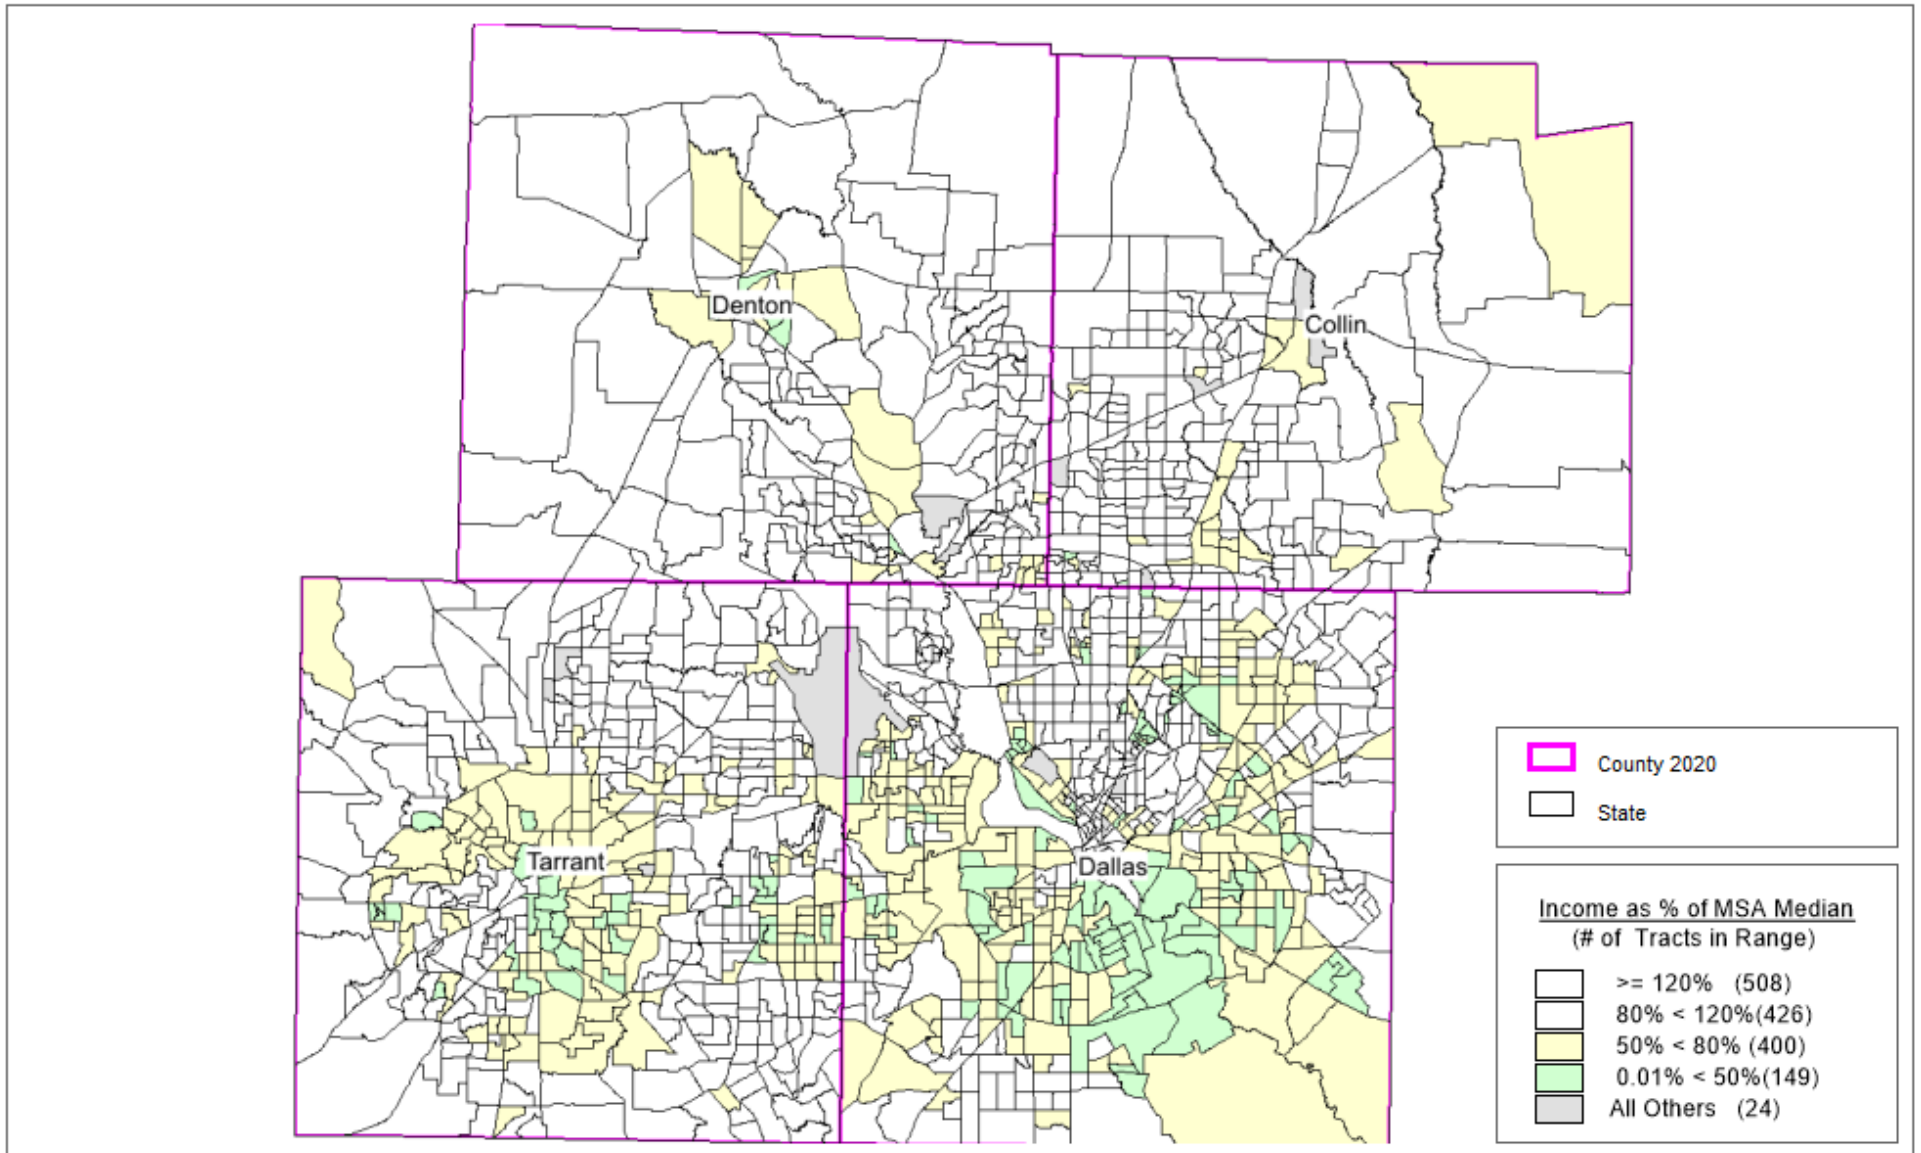 Denton
Collin
Tarrant
Dallas
County 2020
State
Income as % of MSA Median
(# of Tracts in Range)
>= 120% (508)
80% < 120%(426)
50% < 80% (400)
0.01% < 50%(149)
All Others (24)